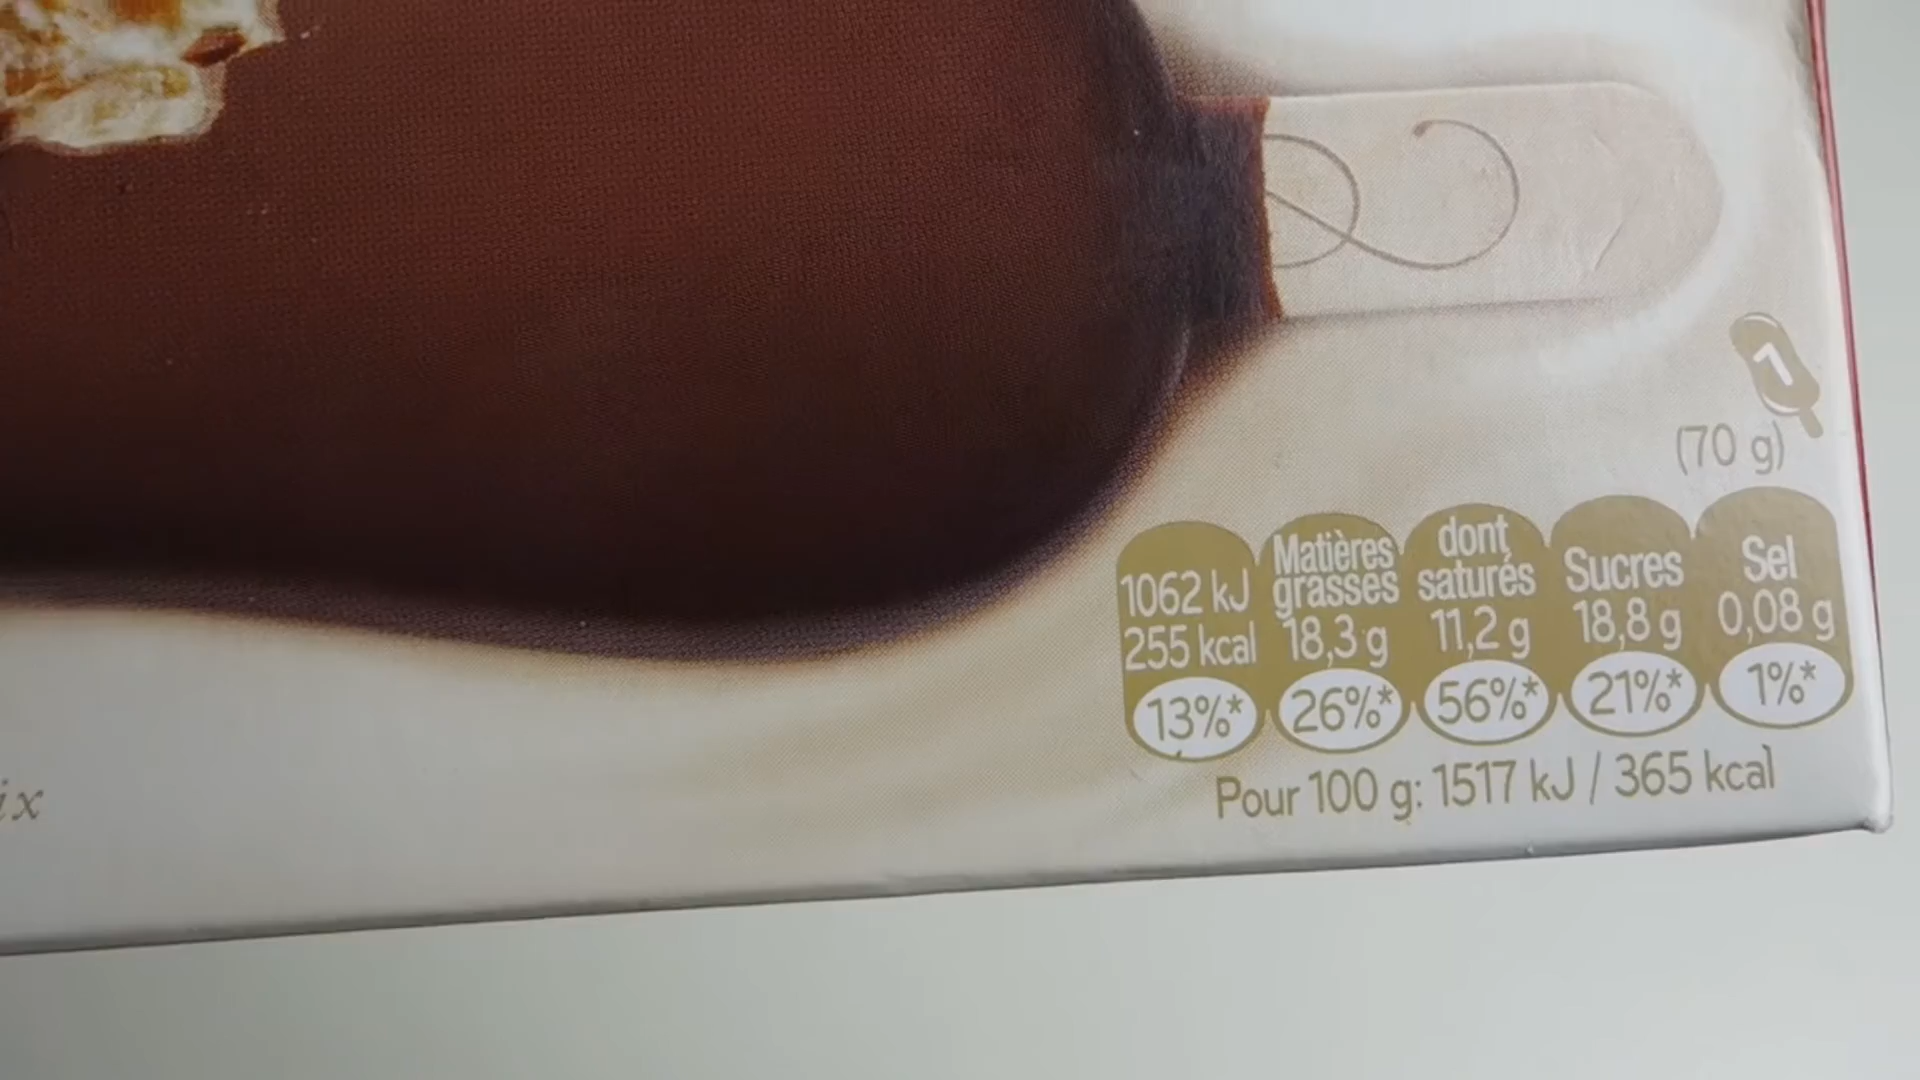 1
(70 g)
1062 kJ
255 kcal
13%*
Matières
grasses
18,3 g
26%*
dont
saturés
11,2 g
56%*
Sucres
18,8 g
21%*
Sel
0,08 g
1%*
Pour 100 g: 1517 kJ / 365 kcal
ix